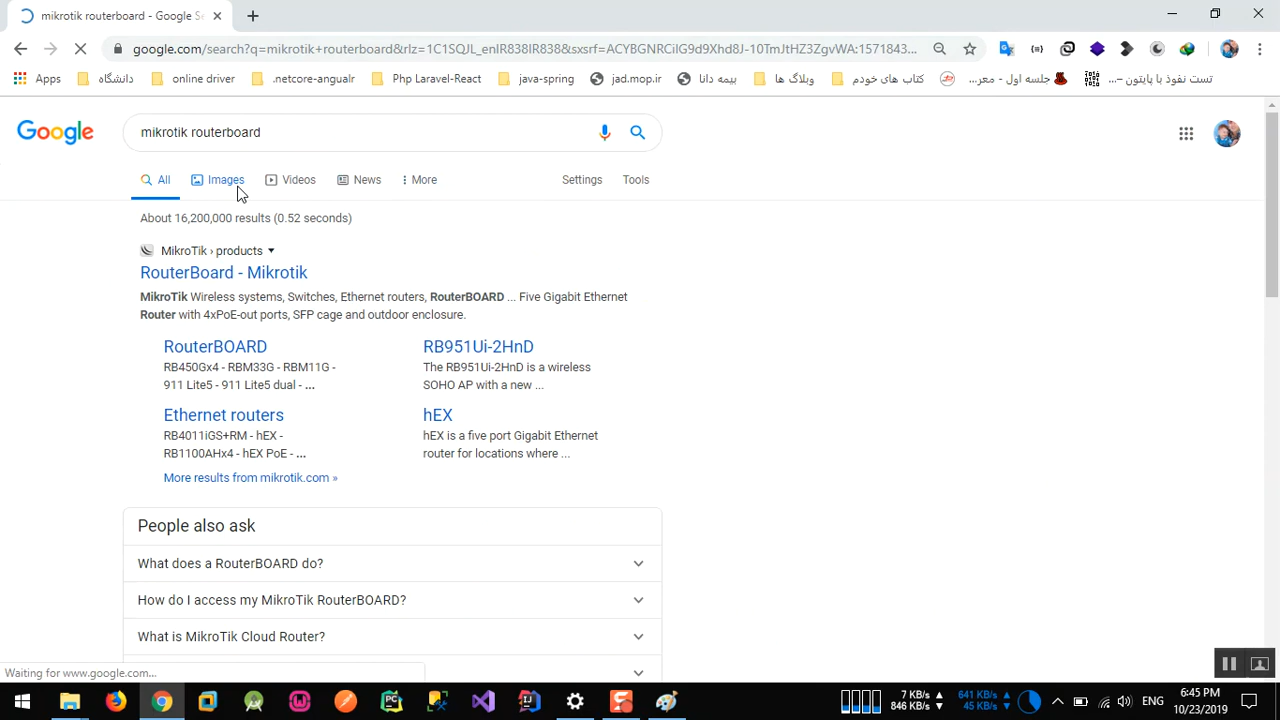 mikrotik routerboard - Google Se
google.com/search?q=mikrotik+routerboard&rlz=1C1SQJL_enIR838IR838&sxsrf=ACYBGNRCiIG9d9Xhd8J-10TmJtHZ3ZgvWA:1571843...
Apps دانشگاه online driver .netcore-angualr Php Laravel-React java-spring jad.mop.ir بیمه دانا وبلاگ ها کتاب های خودم جلسه اول - معر... تست نفوذ با پایتون –...
Google
mikrotik routerboard
All Images Videos News More Settings Tools
About 16,200,000 results (0.52 seconds)
MikroTik › products
RouterBoard - Mikrotik
MikroTik Wireless systems, Switches, Ethernet routers, RouterBOARD ... Five Gigabit Ethernet
Router with 4xPoE-out ports, SFP cage and outdoor enclosure.
RouterBOARD
RB450Gx4 - RBM33G - RBM11G -
911 Lite5 - 911 Lite5 dual - ...
RB951Ui-2HnD
The RB951Ui-2HnD is a wireless
SOHO AP with a new ...
Ethernet routers
RB4011iGS+RM - hEX -
RB1100AHx4 - hEX PoE - ...
hEX
hEX is a five port Gigabit Ethernet
router for locations where ...
More results from mikrotik.com »
People also ask
What does a RouterBOARD do?
How do I access my MikroTik RouterBOARD?
What is MikroTik Cloud Router?
Waiting for www.google.com...
7 KB/s 641 KB/s 6:45 PM
846 KB/s 45 KB/s ENG 10/23/2019